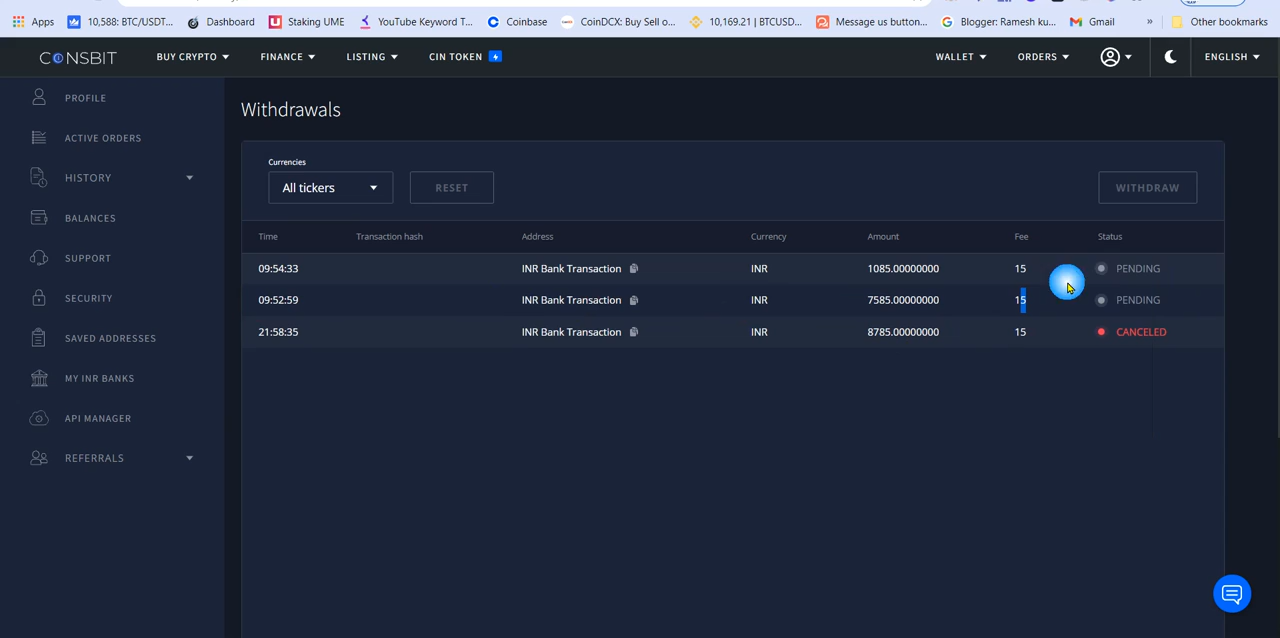 Apps 10,588: BTC/USDT... Dashboard Staking UME YouTube Keyword T... Coinbase CoinDCX: Buy Sell o... 10,169.21 | BTCUSD... Message us button... Blogger: Ramesh ku... Gmail » Other bookmarks
CONSBIT BUY CRYPTO FINANCE LISTING CIN TOKEN WALLET ORDERS ENGLISH
PROFILE
ACTIVE ORDERS
HISTORY
BALANCES
SUPPORT
SECURITY
SAVED ADDRESSES
MY INR BANKS
API MANAGER
REFERRALS
Withdrawals
Currencies
All tickers RESET WITHDRAW
Time Transaction hash Address Currency Amount Fee Status
09:54:33 INR Bank Transaction INR 1085.00000000 15 PENDING
09:52:59 INR Bank Transaction INR 7585.00000000 15 PENDING
21:58:35 INR Bank Transaction INR 8785.00000000 15 CANCELED